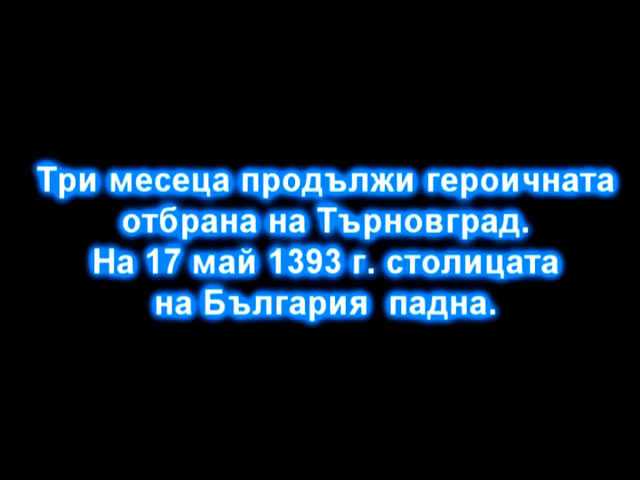 Три месеца продължи героичната
отбрана на Търновград.
На 17 май 1393 г. столицата
на България  падна.